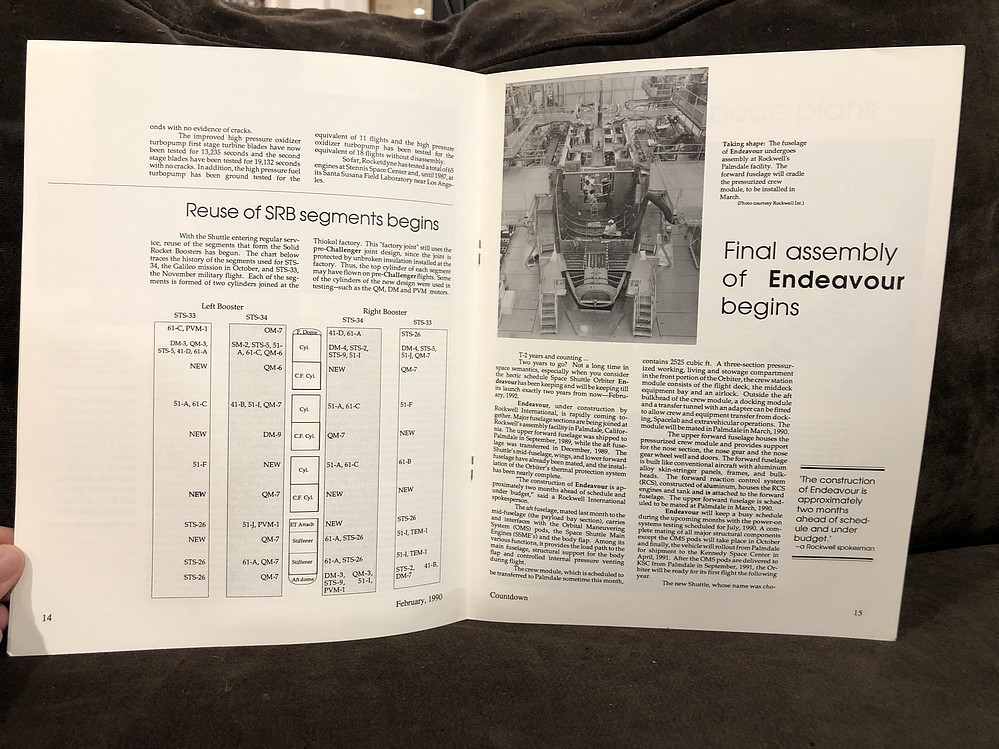 onds with no evidence of cracks.
The improved high pressure oxidizer
turbopump first stage turbine blades have now
been tested for 13,235 seconds and the second
stage blades have been tested for 19,132 seconds
with no cracks. In addition, the high pressure fuel
turbopump has been ground tested for the
equivalent of 11 flights and the high pressure
oxidizer turbopump has been tested for the
equivalent of 18 flights without disassembly.
So far, Rocketdyne has tested a total of 65
engines at Stennis Space Center and, until 1987, at
its Santa Susana Field Laboratory near Los Ange-
les.
Reuse of SRB segments begins
With the Shuttle entering regular serv-
ice, reuse of the segments that form the Solid
Rocket Boosters has begun. The chart below
traces the history of the segments used for STS-
34, the Galileo mission in October, and STS-33,
the November military flight. Each of the seg-
ments is formed of two cylinders joined at the
Thiokol factory. This "factory joint" still uses the
pre-Challenger joint design, since the joint is
protected by unbroken insulation installed at the
factory. Thus, the top cylinder of each segment
may have flown on pre-Challenger flights. Some
of the cylinders of the new design were used in
testing—such as the QM, DM and PVM motors.
Left Booster
Right Booster
STS-33
STS-34
STS-34
STS-33
61-C, PVM-1
OM-7
F. Dome
41-D, 61-A
STS-26
DM-3, QM-3,
STS-5, 41-D, 61-A
SM-2, STS-5, 51-
A, 61-C, QM-6
Cyl.
DM-4, STS-2,
STS-9, 51-I
DM-4, STS-5,
51-J, QM-7
NEW
QM-6
C.F. Cyl.
NEW
QM-7
51-A, 61-C
41-B, 51-I, QM-7
Cyl.
51-A, 61-C
51-F
NEW
DM-9
C.F. Cyl.
QM-7
NEW
51-F
NEW
Cyl.
51-A, 61-C
61-B
NEW
QM-7
C.F. Cyl.
NEW
NEW
STS-26
51-J, PVM-1
ET Attach
NEW
STS-26
NEW
QM-7
Stiffener
61-A, STS-26
51-I, TEM-1
STS-26
61-A, QM-7
Stiffener
61-A, STS-26
51-I, TEM-1
STS-26
QM-7
Aft dome
DM-3, QM-3,
STS-9, 51-I,
PVM-1
STS-2, 41-B,
DM-7
14
February, 1990
Taking shape: The fuselage
of Endeavour undergoes
assembly at Rockwell's
Palmdale facility. The
forward fuselage will cradle
the pressurized crew
module, to be installed in
March.
(Photo courtesy Rockwell Int.)
Final assembly
of Endeavour
begins
T-2 years and counting ...
Two years to go? Not a long time in
space semantics, especially when you consider
the hectic schedule Space Shuttle Orbiter En-
deavour has been keeping and will be keeping till
its launch exactly two years from now—Febru-
ary, 1992.
Endeavour, under construction by
Rockwell International, is rapidly coming to-
gether. Major fuselage sections are being joined at
Rockwell's assembly facility in Palmdale, Califor-
nia. The upper forward fuselage was shipped to
Palmdale in September, 1989, while the aft fuse-
lage was transferred in December, 1989. The
Shuttle's mid-fuselage, wings, and lower forward
fuselage have already been mated, and the instal-
lation of the Orbiter's thermal protection system
has been nearly complete.
"The construction of Endeavour is ap-
proximately two months ahead of schedule and
under budget," said a Rockwell International
spokesperson.
The aft fuselage, mated last month to the
mid-fuselage (the payload bay section), carries
and interfaces with the Orbital Maneuvering
System (OMS) pods, the Space Shuttle Main
Engines (SSME's) and the body flap. Among its
various functions, it provides the load path to the
main fuselage, structural support for the body
flap and controlled internal pressure venting
during flight.
The crew module, which is scheduled to
be transferred to Palmdale sometime this month,
contains 2525 cubic ft. A three-section pressur-
ized working, living and stowage compartment
in the front portion of the Orbiter, the crew station
module consists of the flight deck, the middeck
equipment bay and an airlock. Outside the aft
bulkhead of the crew module, a docking module
and a transfer tunnel with an adapter can be fitted
to allow crew and equipment transfer from dock-
ing, Spacelab and extravehicular operations. The
module will be mated in Palmdale in March, 1990.
The upper forward fuselage houses the
pressurized crew module and provides support
for the nose section, the nose gear and the nose
gear wheel well and doors. The forward fuselage
is built like conventional aircraft with aluminum
alloy skin-stringer panels, frames, and bulk-
heads. The forward reaction control system
(RCS), constructed of aluminum, houses the RCS
engines and tank and is attached to the forward
fuselage. The upper forward fuselage is sched-
uled to be mated at Palmdale in March, 1990.
Endeavour will keep a busy schedule
during the upcoming months with the power-on
systems testing scheduled for July, 1990. A com-
plete mating of all major structural components
except the OMS pods will take place in October
and finally, the vehicle will rollout from Palmdale
for shipment to the Kennedy Space Center in
April, 1991. After the OMS pods are delivered to
KSC from Palmdale in September, 1991, the Or-
biter will be ready for its first flight the following
year.
The new Shuttle, whose name was cho-
'The construction
of Endeavour is
approximately
two months
ahead of sched-
ule and under
budget.'
—a Rockwell spokesman
Countdown
15